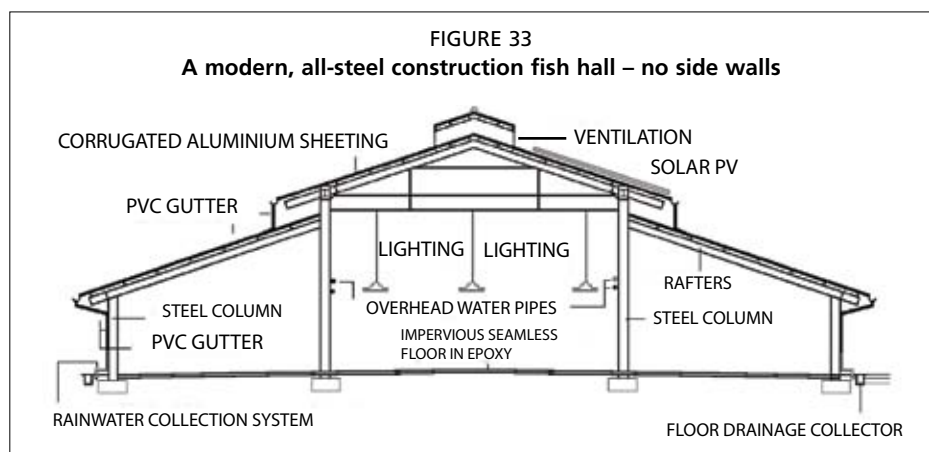 FIGURE 33
A modern, all-steel construction fish hall – no side walls
CORRUGATED ALUMINIUM SHEETING
VENTILATION
SOLAR PV
PVC GUTTER
LIGHTING
LIGHTING
RAFTERS
STEEL COLUMN
OVERHEAD WATER PIPES
STEEL COLUMN
PVC GUTTER
IMPERVIOUS SEAMLESS
FLOOR IN EPOXY
RAINWATER COLLECTION SYSTEM
FLOOR DRAINAGE COLLECTOR